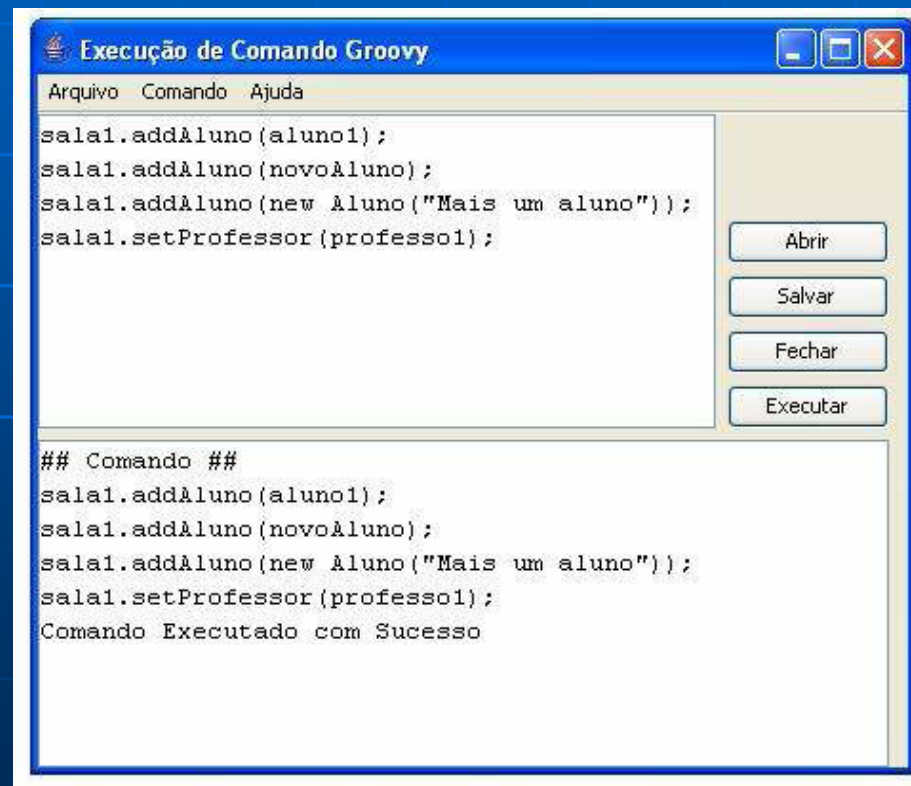 Execução de Comando Groovy
Arquivo Comando Ajuda
sala1.addAluno(aluno1);
sala1.addAluno(novoAluno);
sala1.addAluno(new Aluno("Mais um aluno"));
sala1.setProfessor(professo1);
Abrir
Salvar
Fechar
Executar
## Comando ##
sala1.addAluno(aluno1);
sala1.addAluno(novoAluno);
sala1.addAluno(new Aluno("Mais um aluno"));
sala1.setProfessor(professo1);
Comando Executado com Sucesso